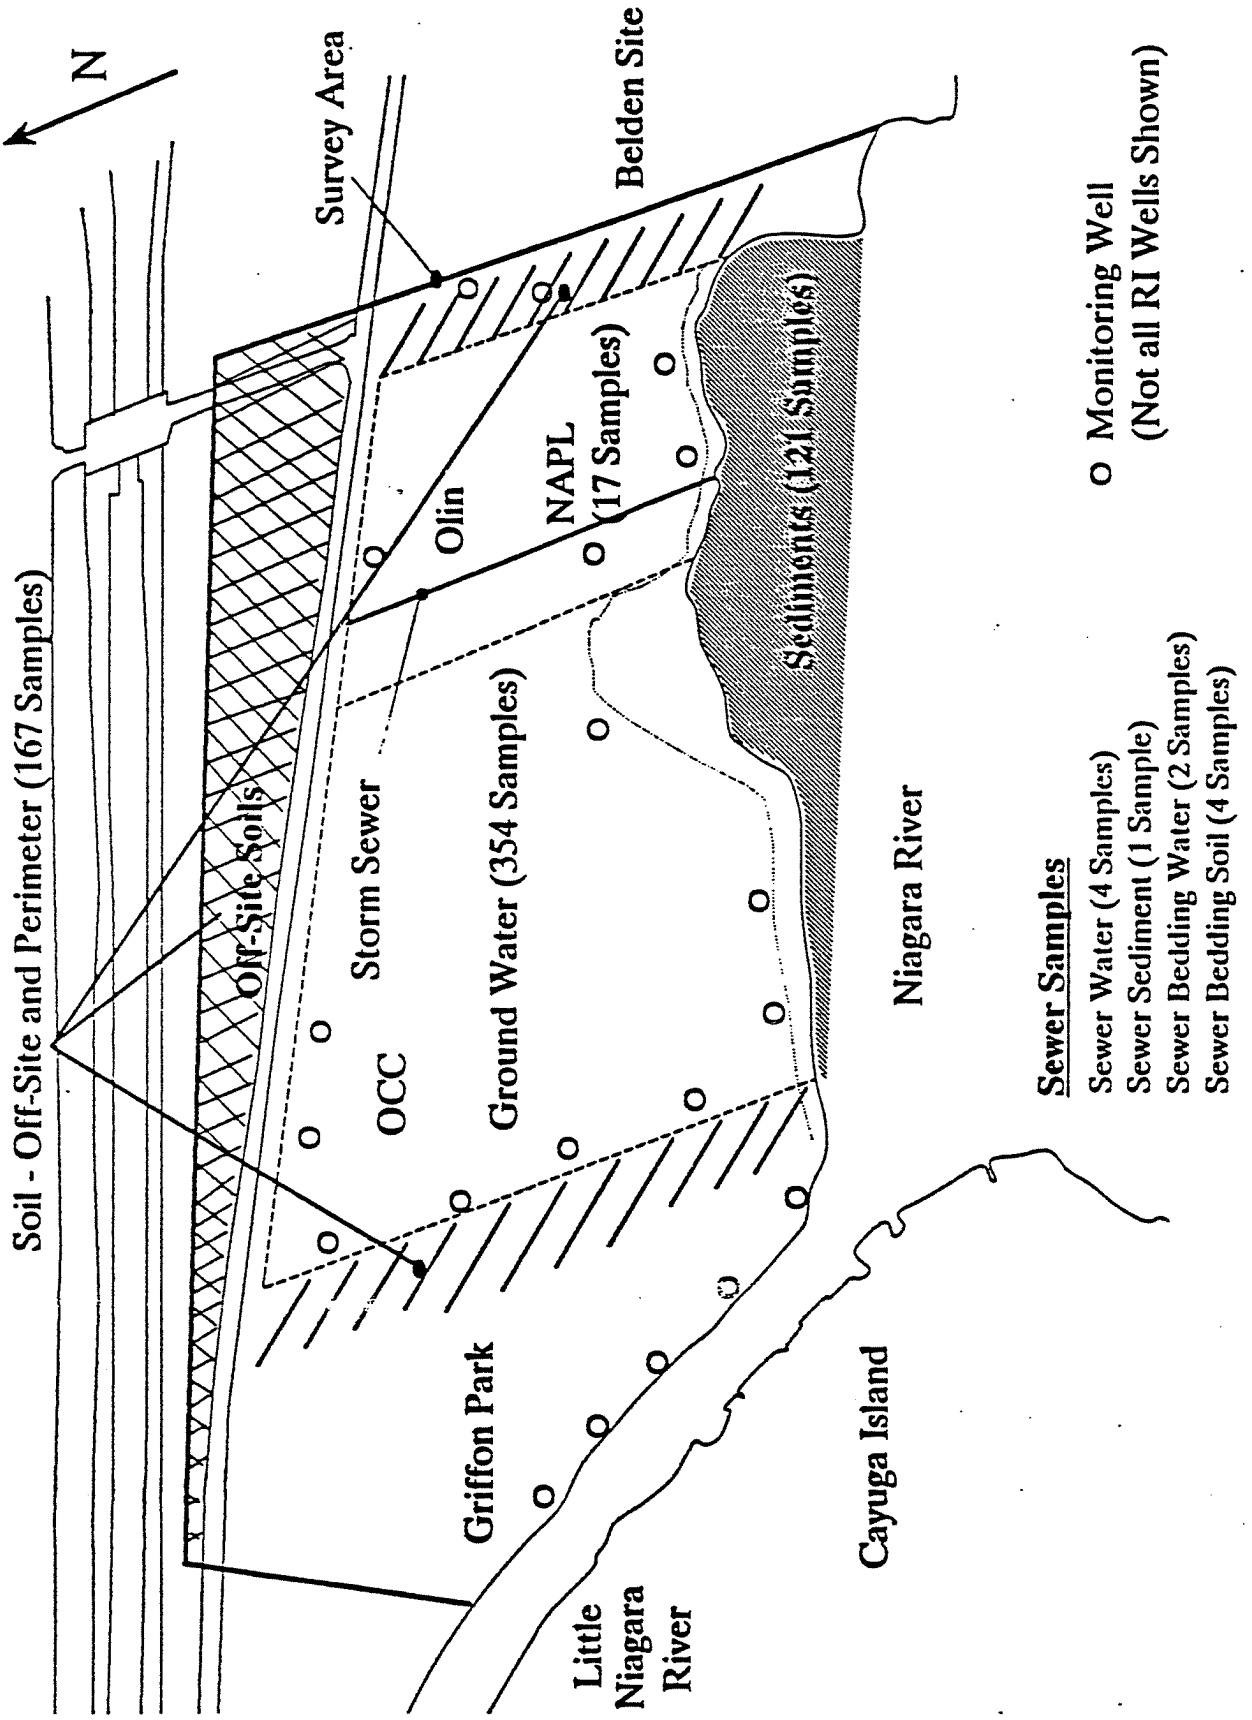 Soil - Off-Site and Perimeter (167 Samples)
N
Survey Area
Off-Site Soils
Belden Site
Storm Sewer
Olin
OCC
NAPL
(17 Samples)
Ground Water (354 Samples)
Griffon Park
Sediments (121 Samples)
Little
Niagara
River
Niagara River
Cayuga Island
Sewer Samples
Sewer Water (4 Samples)
Sewer Sediment (1 Sample)
Sewer Bedding Water (2 Samples)
Sewer Bedding Soil (4 Samples)
O Monitoring Well
(Not all RI Wells Shown)